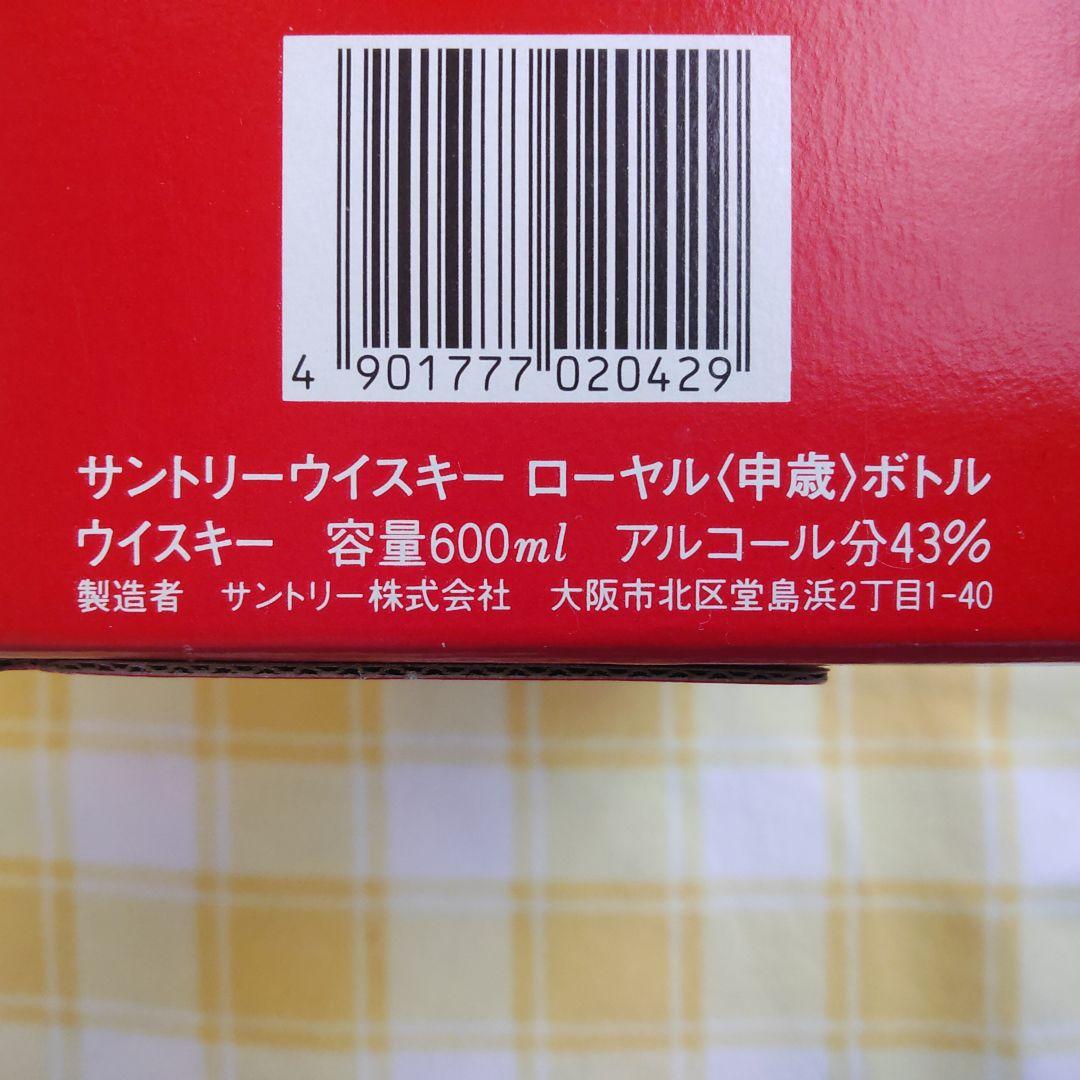 4 901777 020429
サントリーウイスキー ローヤル〈申歳〉ボトル
ウイスキー 容量600ml アルコール分43%
製造者 サントリー株式会社 大阪市北区堂島浜2丁目1-40